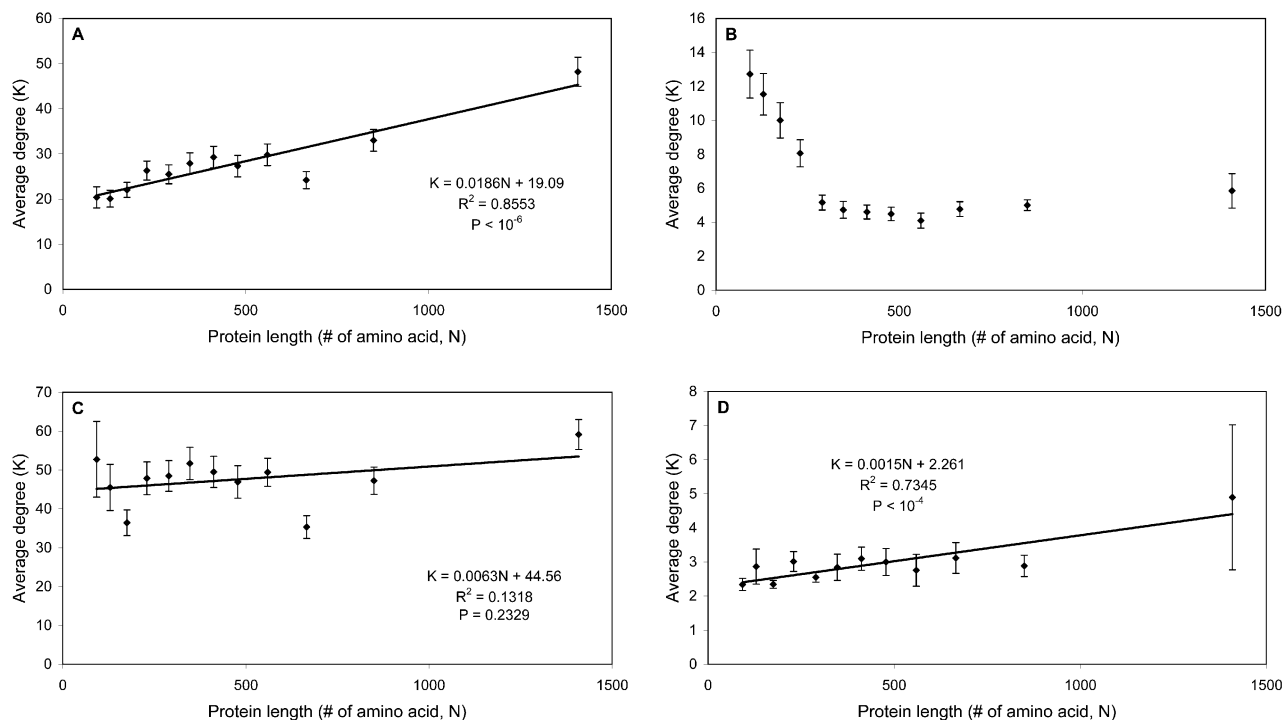 A
Average degree (K)
60
50
40
30
20
10
0
K = 0.0186N + 19.09
R² = 0.8553
P < 10⁻⁶
0 500 1000 1500
Protein length (# of amino acid, N)
B
Average degree (K)
16
14
12
10
8
6
4
2
0
0 500 1000 1500
Protein length (# of amino acid, N)
C
Average degree (K)
70
60
50
40
30
20
10
0
K = 0.0063N + 44.56
R² = 0.1318
P = 0.2329
0 500 1000 1500
Protein length (# of amino acid, N)
D
Average degree (K)
8
7
6
5
4
3
2
1
0
K = 0.0015N + 2.261
R² = 0.7345
P < 10⁻⁴
0 500 1000 1500
Protein length (# of amino acid, N)